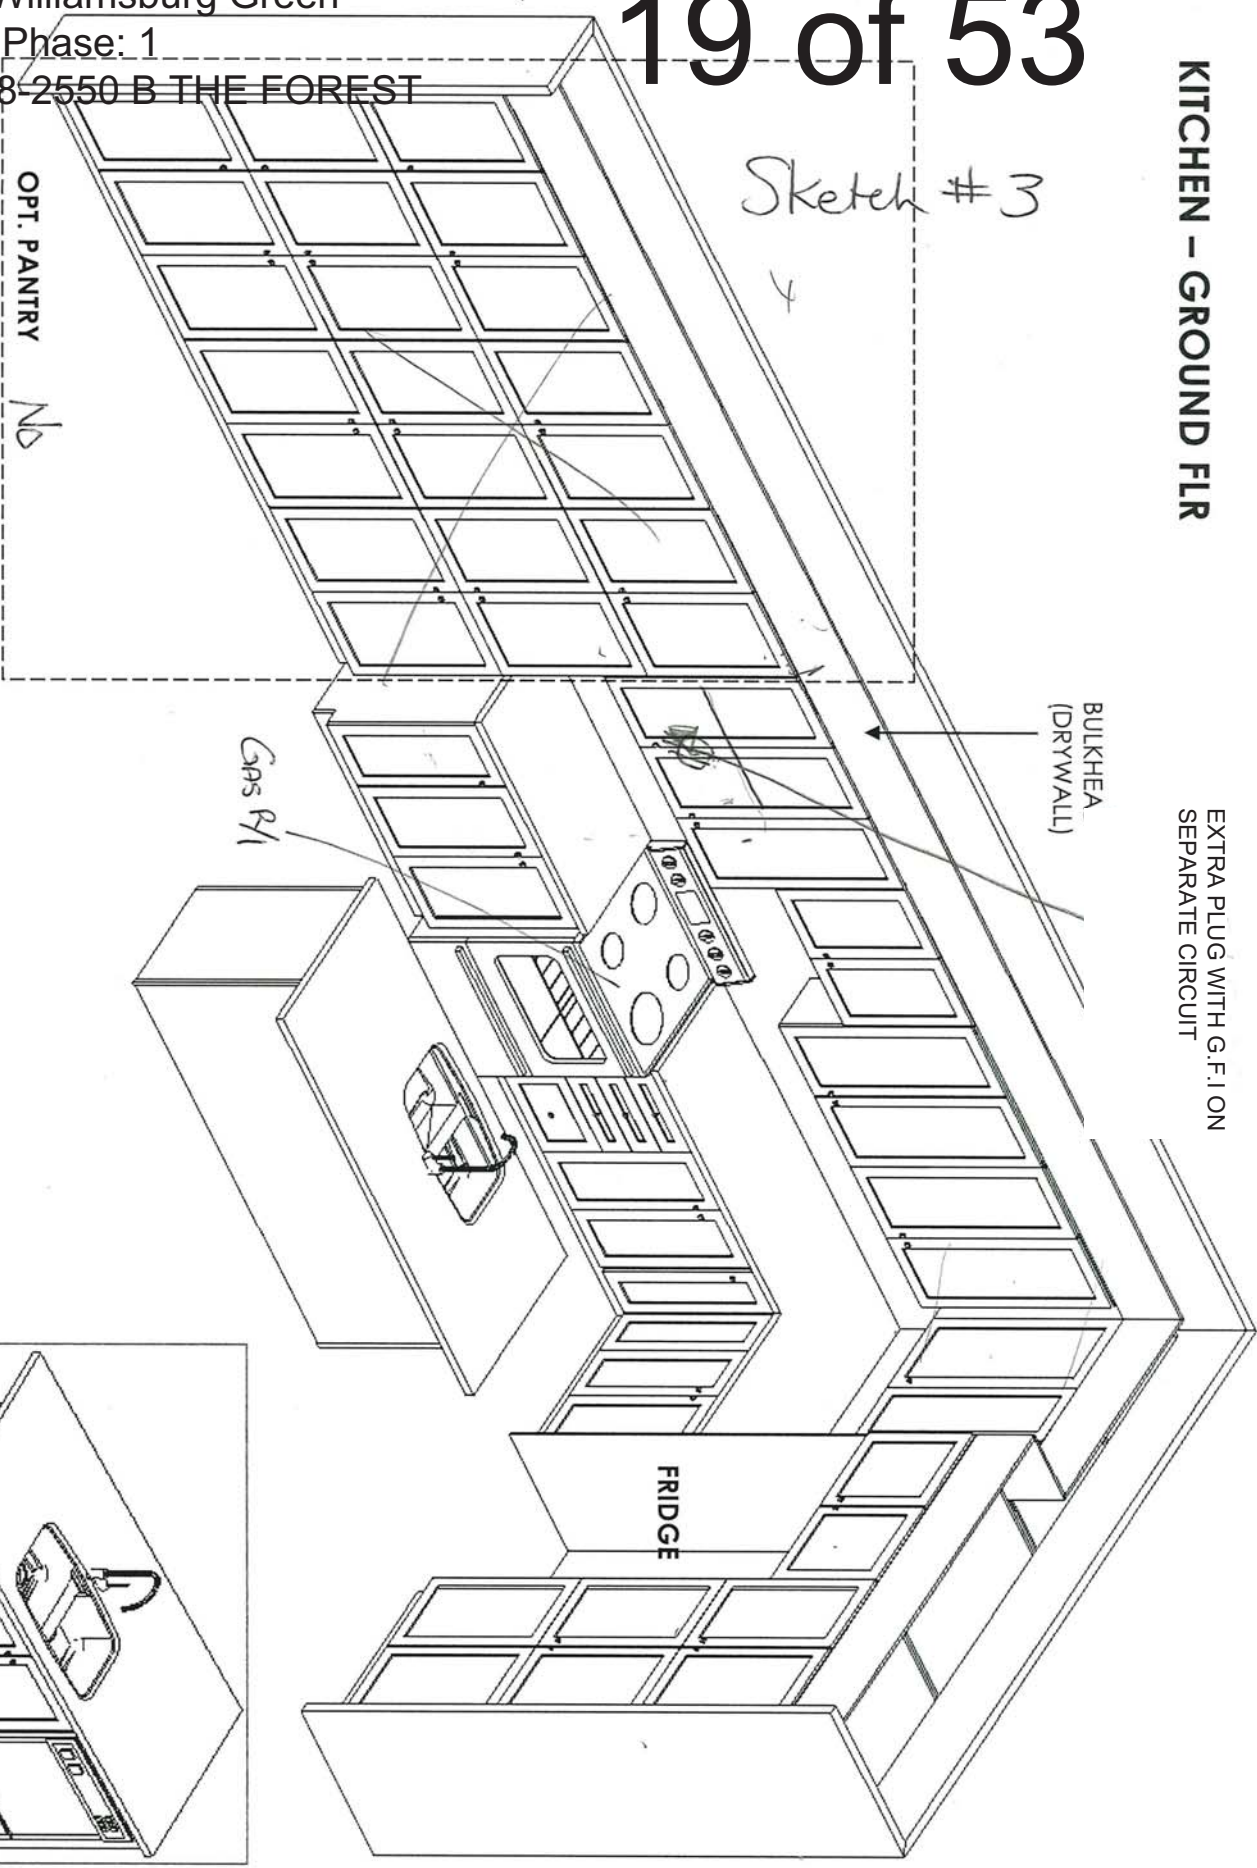 Williamsburg Green
Phase: 1
8-2550 B THE FOREST
19 of 53
KITCHEN – GROUND FLR
Sketch # 3
OPT. PANTRY
No
BULKHEA
(DRYWALL)
EXTRA PLUG WITH G.F.I ON
SEPARATE CIRCUIT
GAS R/I
FRIDGE